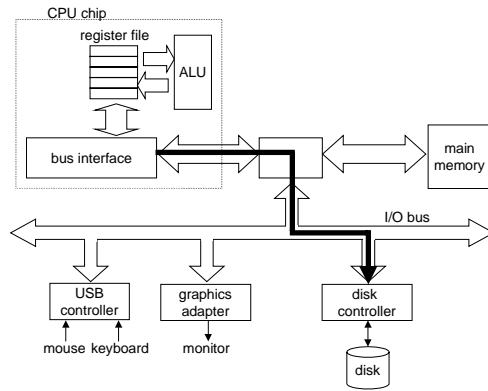 CPU chip
register file
ALU
bus interface
main
memory
I/O bus
USB
controller
graphics
adapter
disk
controller
mouse keyboard
monitor
disk